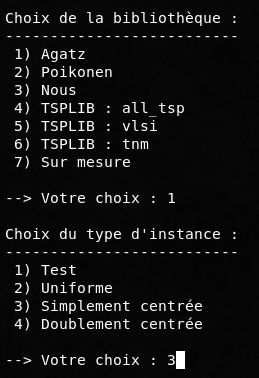 Choix de la bibliothèque :
--------------------------
1) Agatz
2) Poikonen
3) Nous
4) TSPLIB : all_tsp
5) TSPLIB : vlsi
6) TSPLIB : tnm
7) Sur mesure
--> Votre choix : 1
Choix du type d'instance :
--------------------------
1) Test
2) Uniforme
3) Simplement centrée
4) Doublement centrée
--> Votre choix : 3